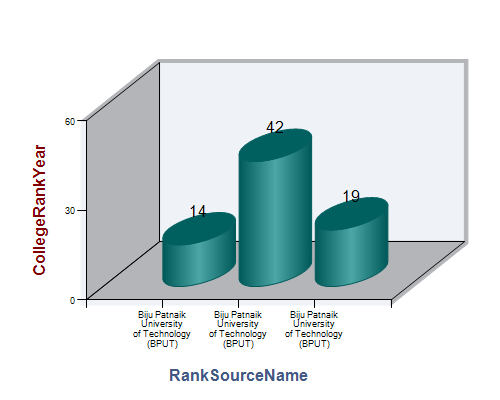 42
60
14
19
CollegeRankYear
30
0
Biju Patnaik
University
of Technology
(BPUT)
Biju Patnaik
University
of Technology
(BPUT)
Biju Patnaik
University
of Technology
(BPUT)
RankSourceName